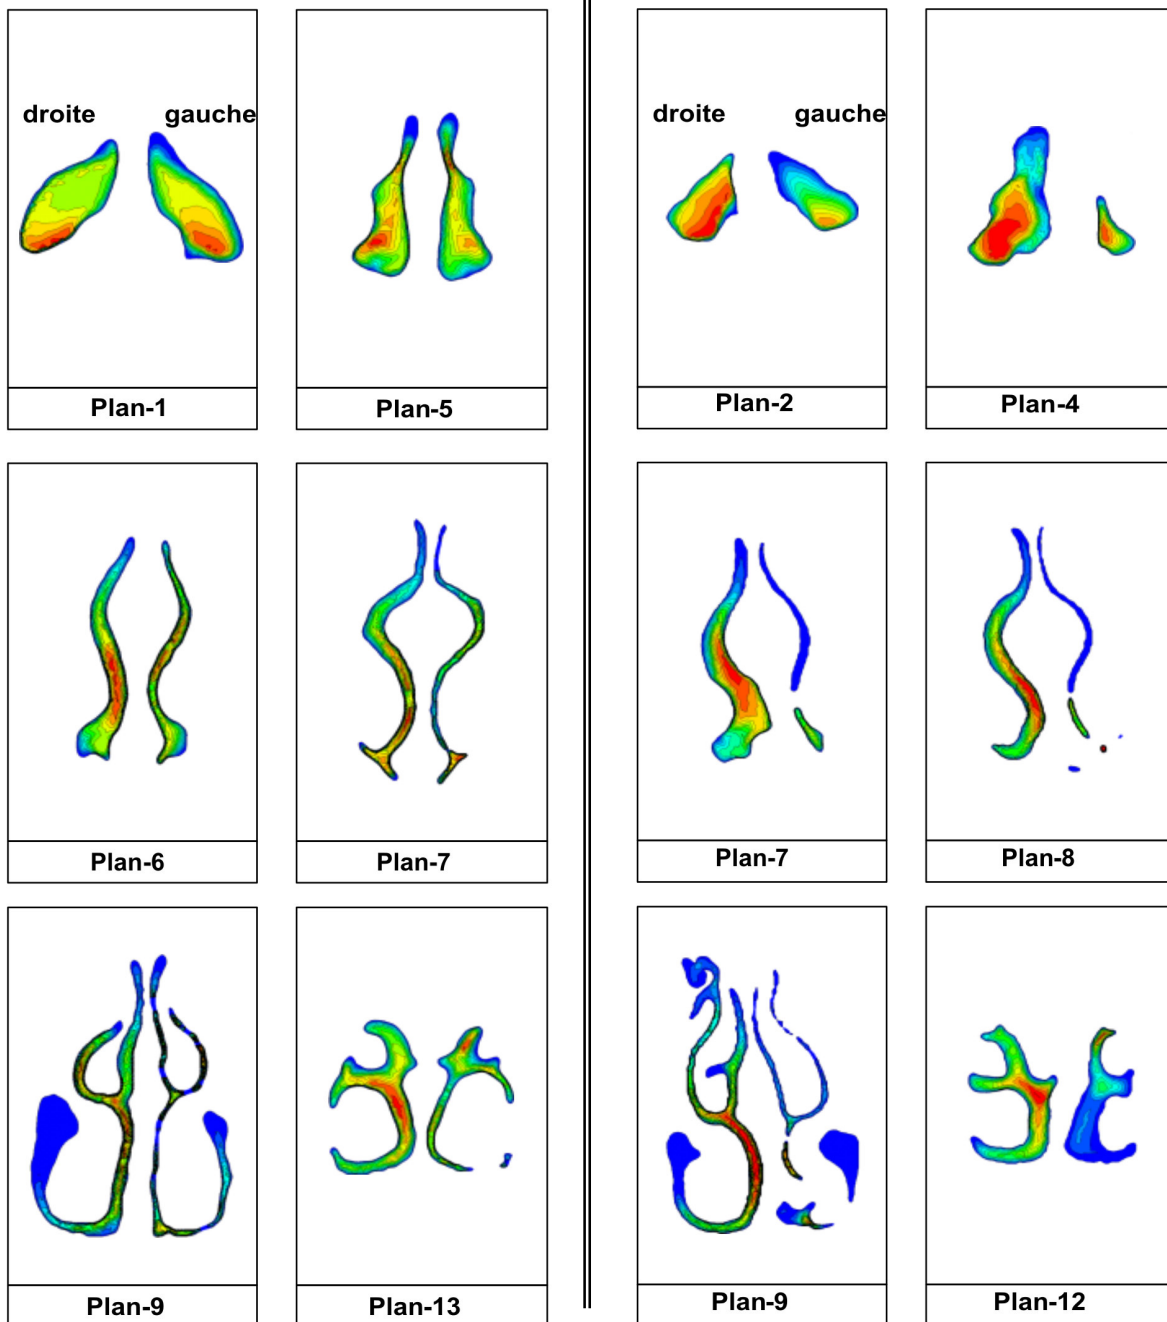 droite gauche droite gauche
Plan-1 Plan-5 Plan-2 Plan-4
Plan-6 Plan-7 Plan-7 Plan-8
Plan-9 Plan-13 Plan-9 Plan-12